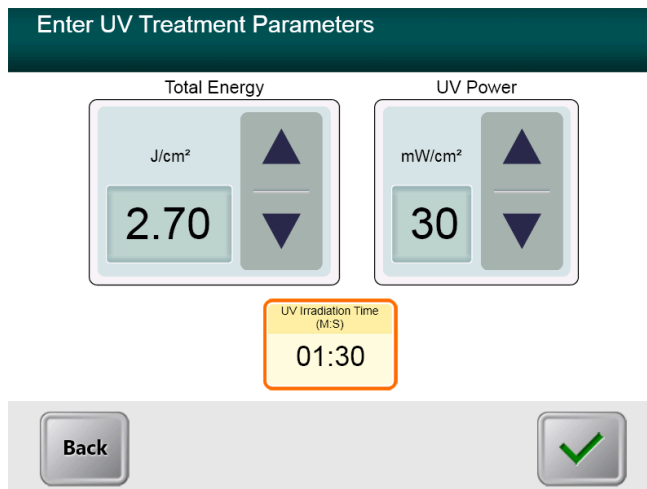 Enter UV Treatment Parameters
Total Energy
UV Power
J/cm²
mW/cm²
2.70
30
UV Irradiation Time
(M:S)
01:30
Back